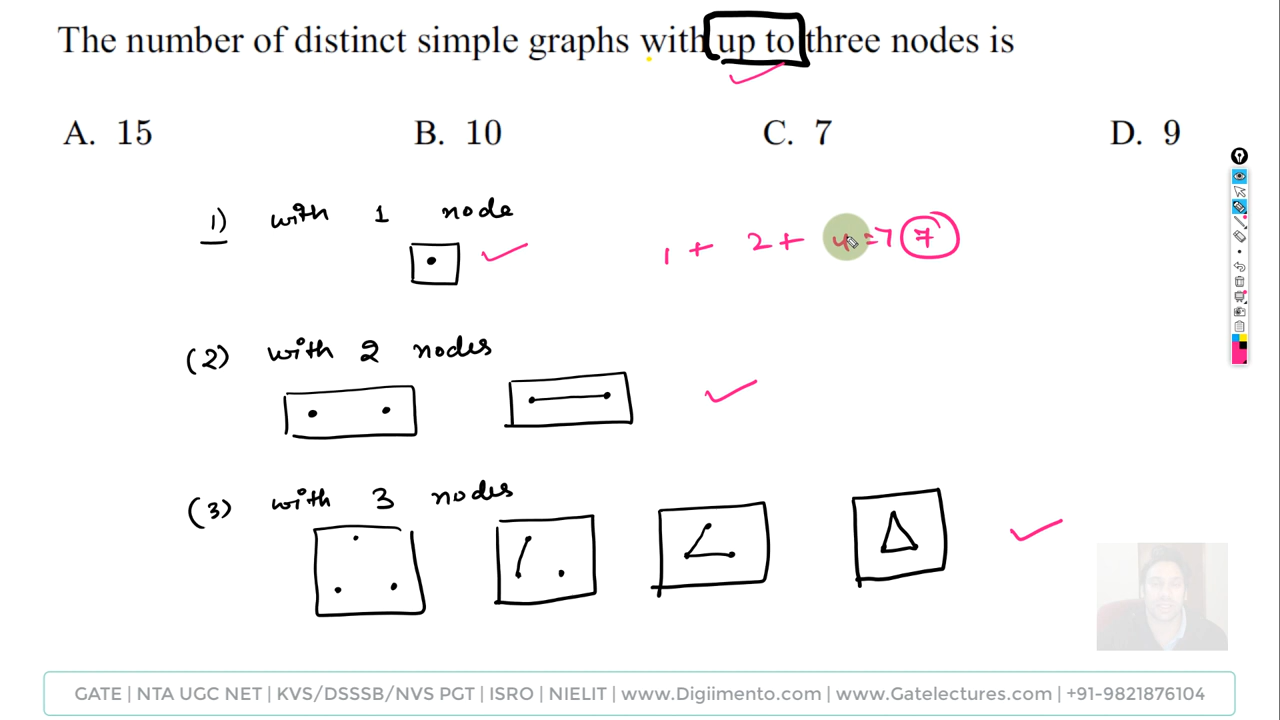 The number of distinct simple graphs with up to three nodes is
A. 15 B. 10 C. 7 D. 9
1) with 1 node
1 + 2 + 4 = 7 7
(2) with 2 nodes
(3) with 3 nodes
GATE | NTA UGC NET | KVS/DSSSB/NVS PGT | ISRO | NIELIT | www.Digiimento.com | www.Gatelectures.com | +91-9821876104